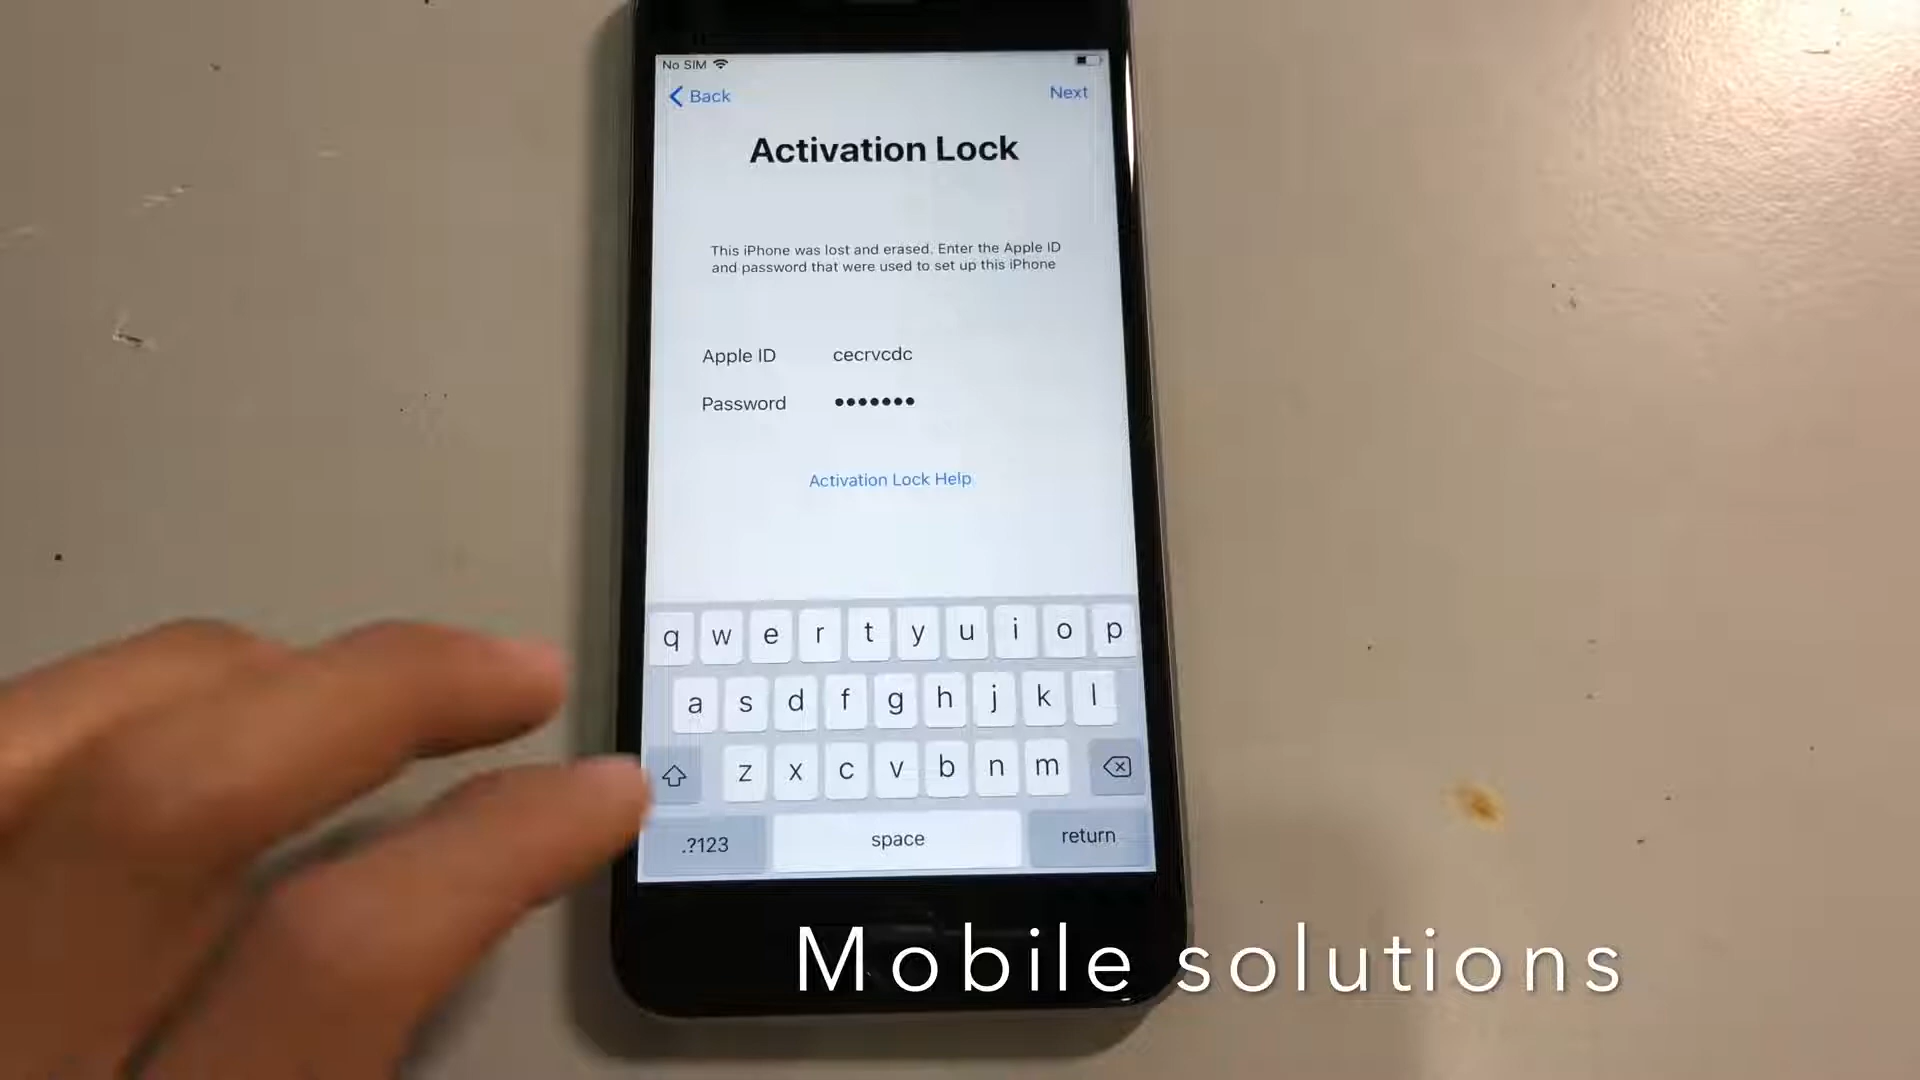 No SIM
Back
Next
Activation Lock
This iPhone was lost and erased. Enter the Apple ID
and password that were used to set up this iPhone
Apple ID cecrvcdc
Password •••••••
Activation Lock Help
q w e r t y u i o p
a s d f g h j k l
z x c v b n m
.?123 space return
Mobile solutions